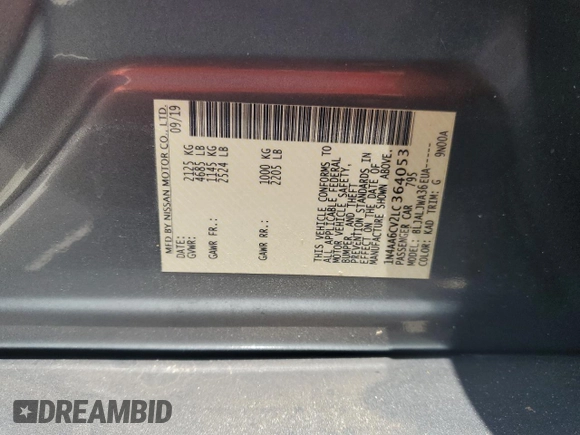 MFD BY NISSAN MOTOR CO., LTD.
DATE: 09/19
GVWR: 2125 KG
4685 LB
GAWR FR.: 1145 KG
2524 LB
GAWR RR.: 1000 KG
2205 LB
THIS VEHICLE CONFORMS TO
ALL APPLICABLE FEDERAL
MOTOR VEHICLE SAFETY,
BUMPER, AND THEFT
PREVENTION STANDARDS IN
EFFECT ON THE DATE OF
MANUFACTURE SHOWN ABOVE.
1N4AA6CV2LC364053
PASSENGER CAR 795
MODEL: BLJALJWA36EUA-----
COLOR: KAD TRIM: G 9N00A
DREAMBID